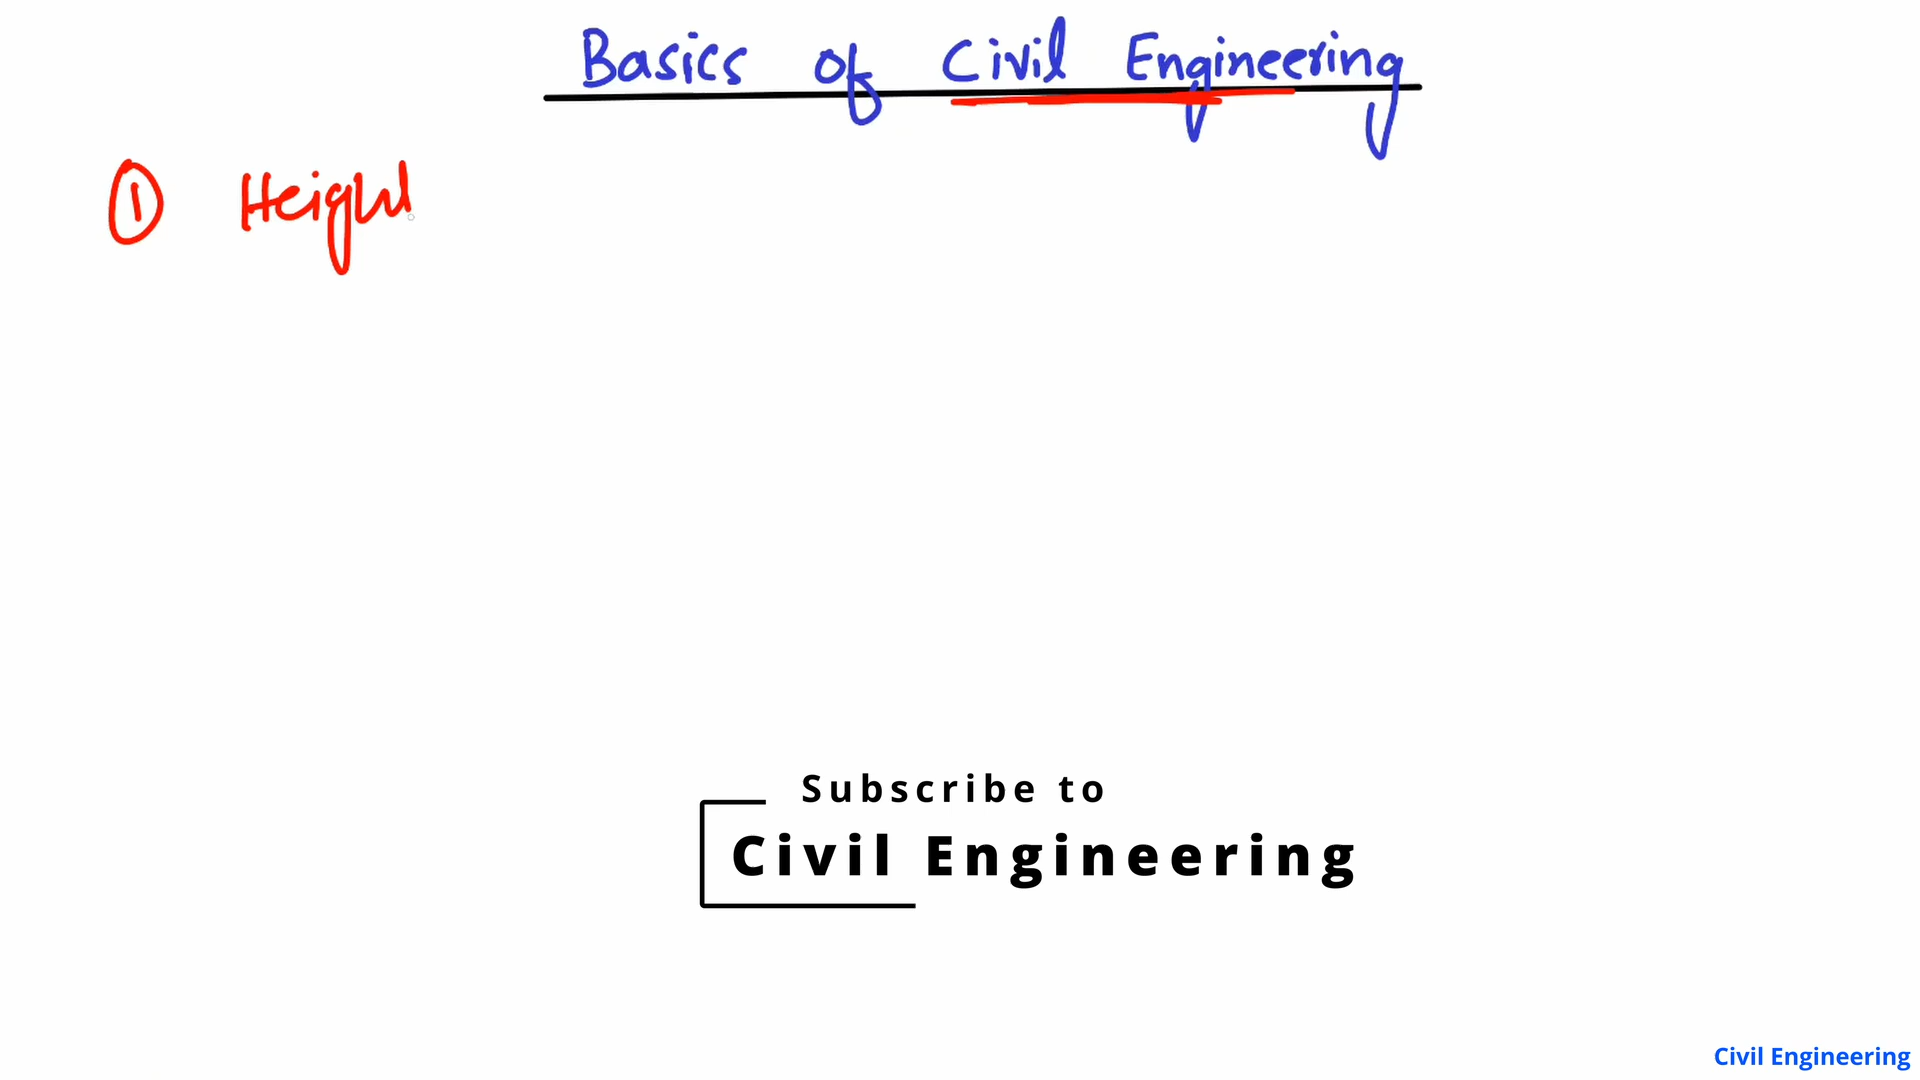 Basics of Civil Engineering
① Height
Subscribe to
Civil Engineering
Civil Engineering